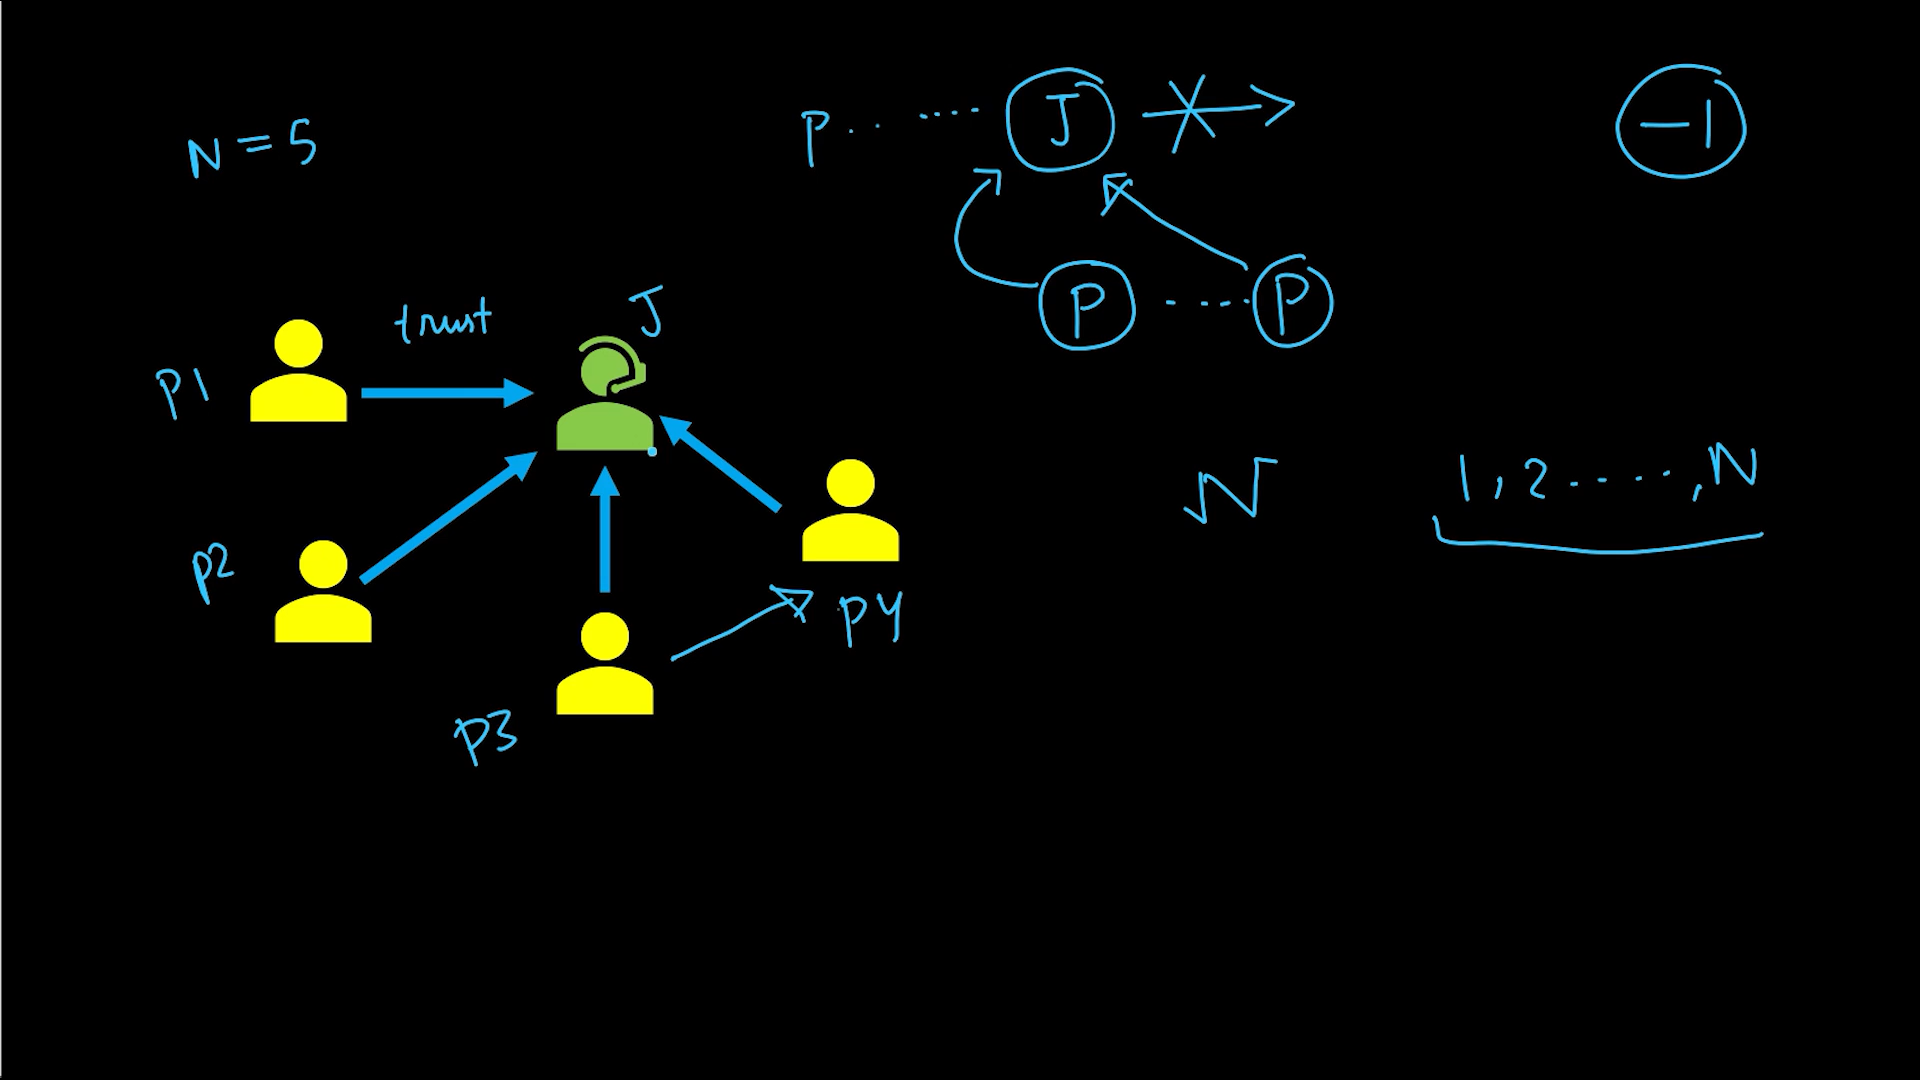 N = 5
P . . ..... J
-1
trust
J
P ..... P
p1
N
1, 2 ....., N
p2
p4
p3